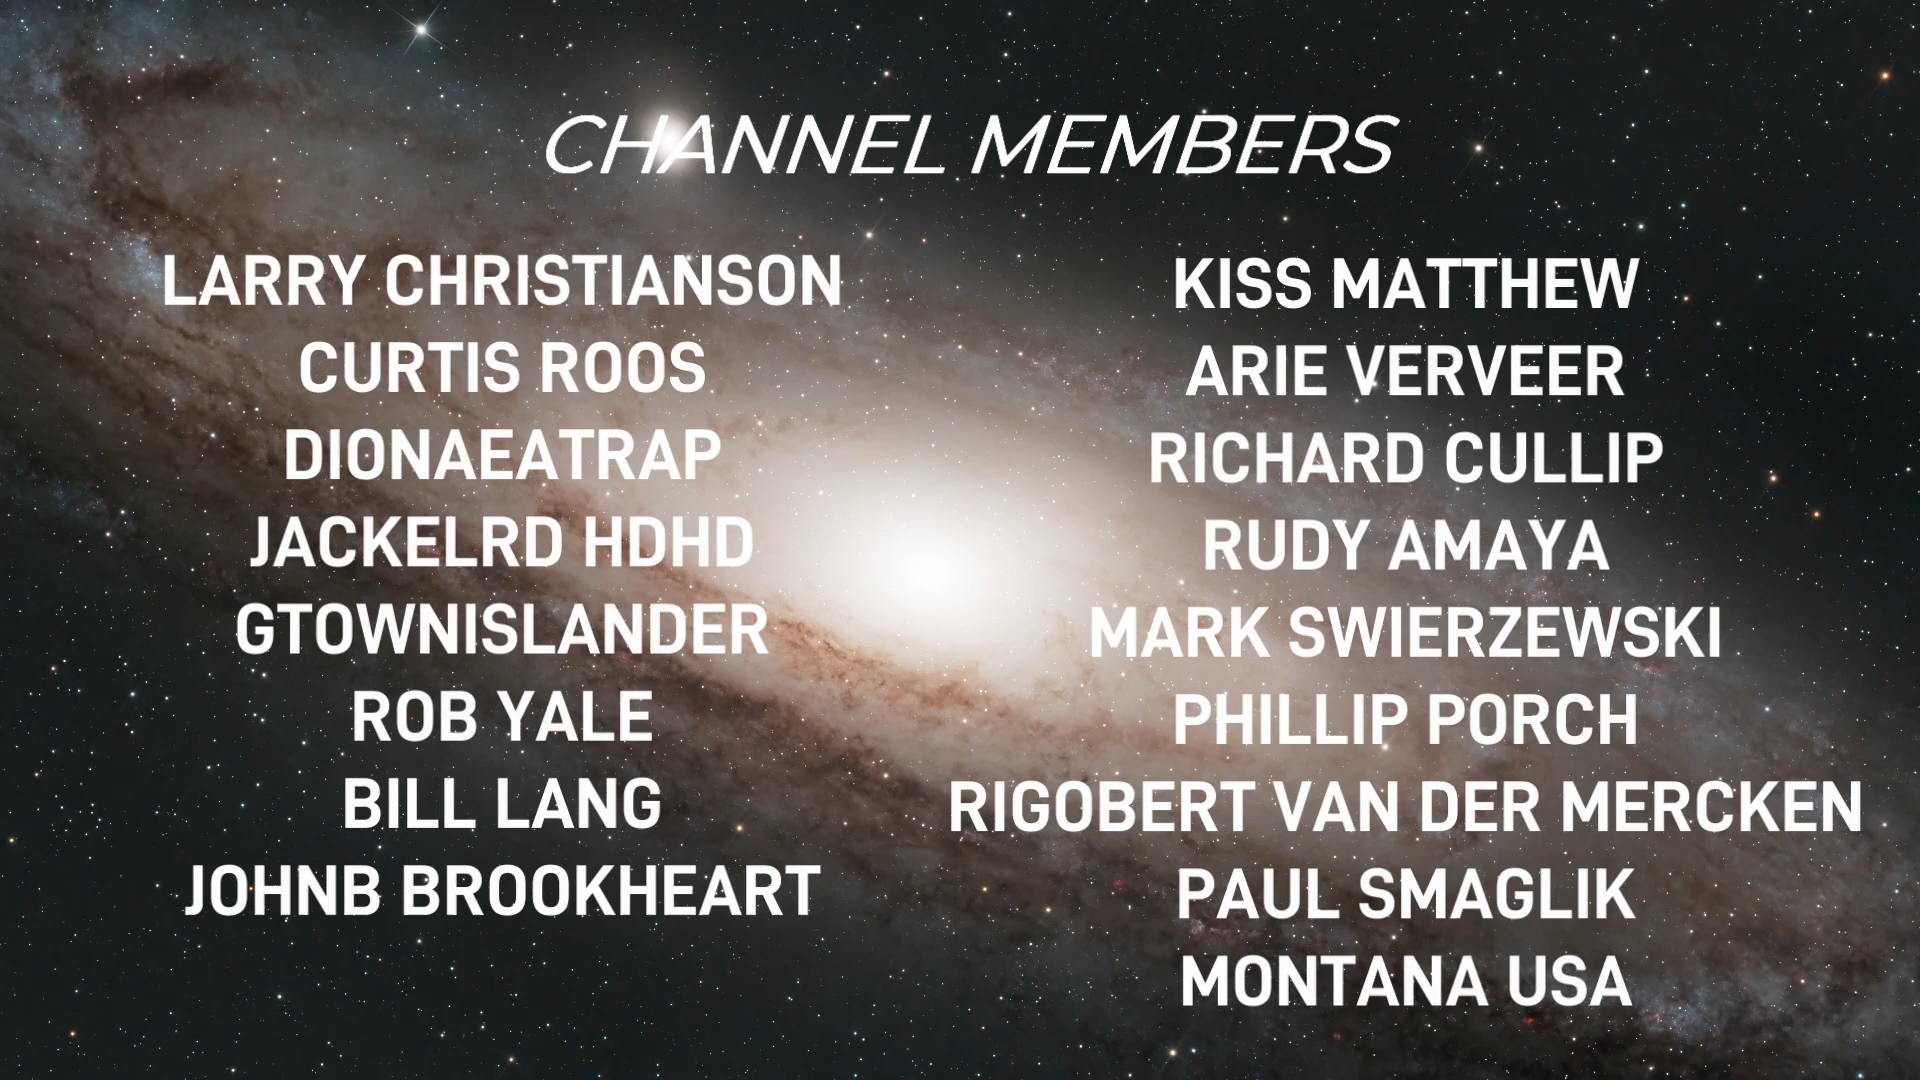 CHANNEL MEMBERS
LARRY CHRISTIANSON
CURTIS ROOS
DIONAEATRAP
JACKELRD HDHD
GTOWNISLANDER
ROB YALE
BILL LANG
JOHNB BROOKHEART
KISS MATTHEW
ARIE VERVEER
RICHARD CULLIP
RUDY AMAYA
MARK SWIERZEWSKI
PHILLIP PORCH
RIGOBERT VAN DER MERCKEN
PAUL SMAGLIK
MONTANA USA